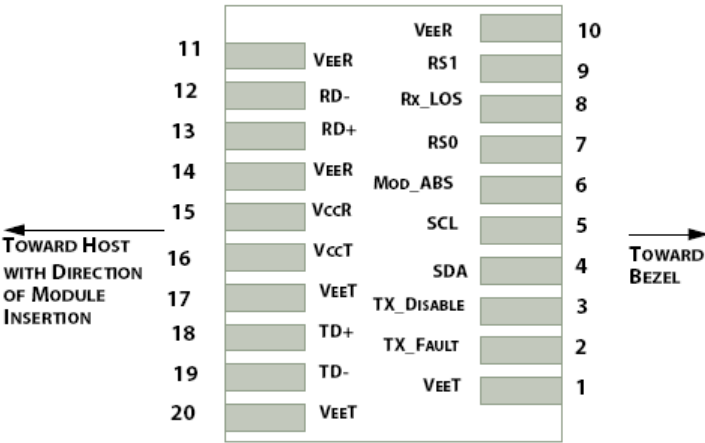 11 VEER
12 RD-
13 RD+
14 VEER
15 VCCR
16 VCCT
17 VEET
18 TD+
19 TD-
20 VEET
VEER 10
RS1 9
RX_LOS 8
RS0 7
MOD_ABS 6
SCL 5
SDA 4
TX_DISABLE 3
TX_FAULT 2
VEET 1
TOWARD HOST
WITH DIRECTION
OF MODULE
INSERTION
TOWARD
BEZEL